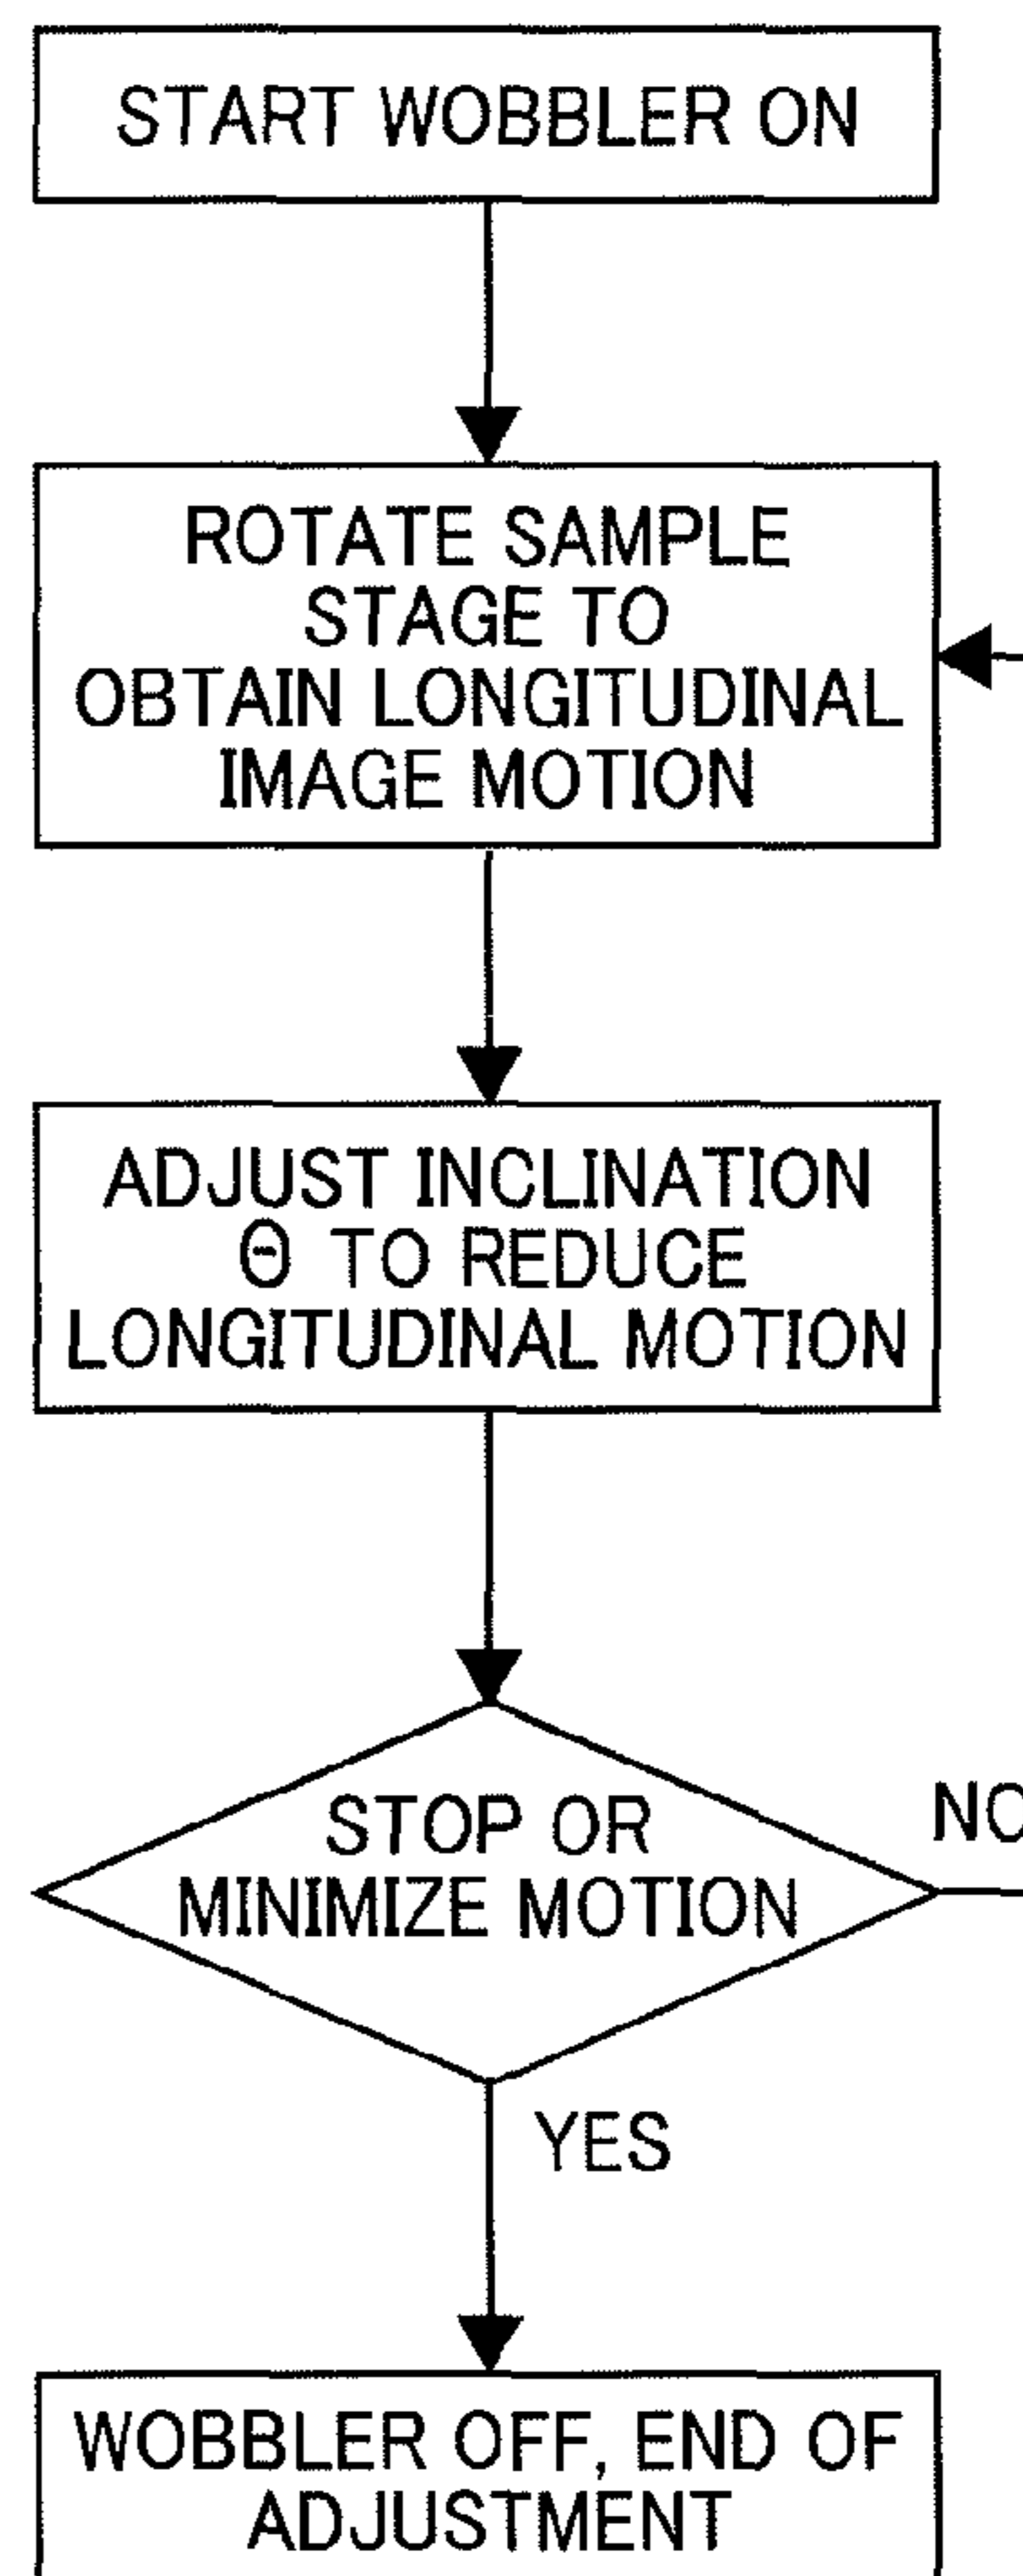 START WOBBLER ON
ROTATE SAMPLE
STAGE TO
OBTAIN LONGITUDINAL
IMAGE MOTION
ADJUST INCLINATION
Θ TO REDUCE
LONGITUDINAL MOTION
STOP OR
MINIMIZE MOTION
NO
YES
WOBBLER OFF, END OF
ADJUSTMENT